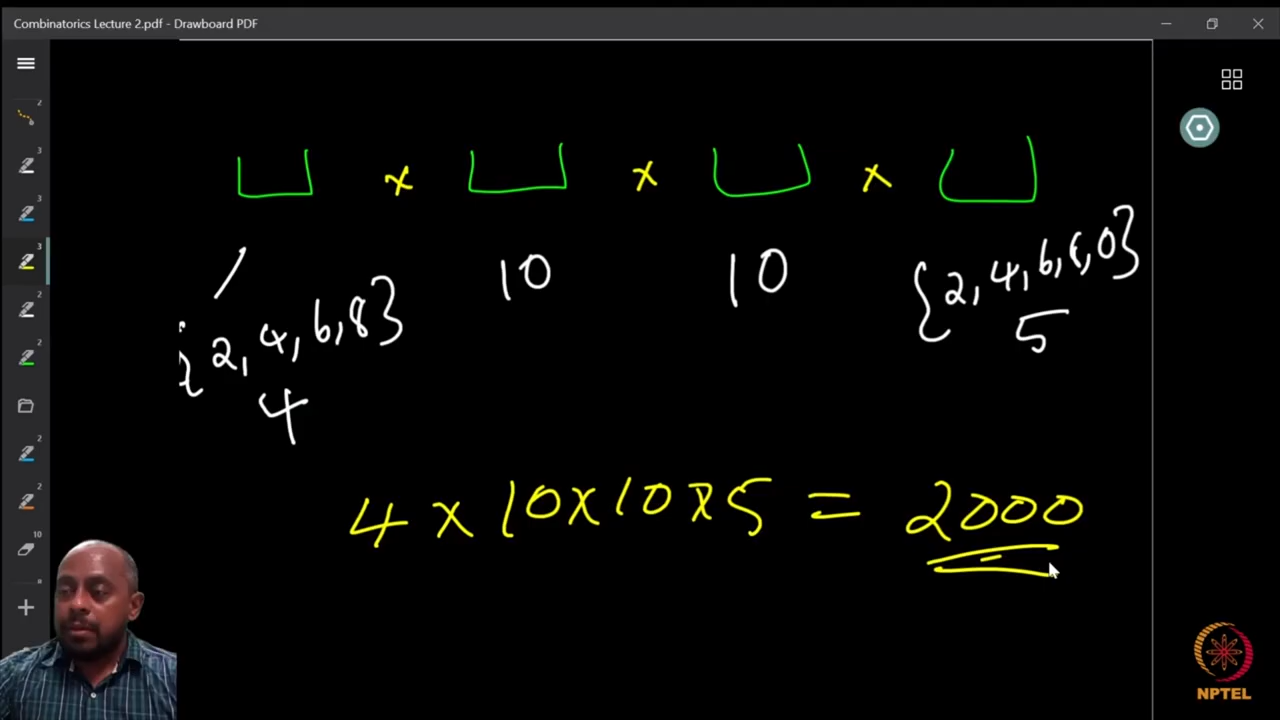 Combinatorics Lecture 2.pdf - Drawboard PDF
x x x
10 10 {2, 4, 6, 8, 0}
5
{2, 4, 6, 8}
4
4 x 10 x 10 x 5 = 2000
NPTEL